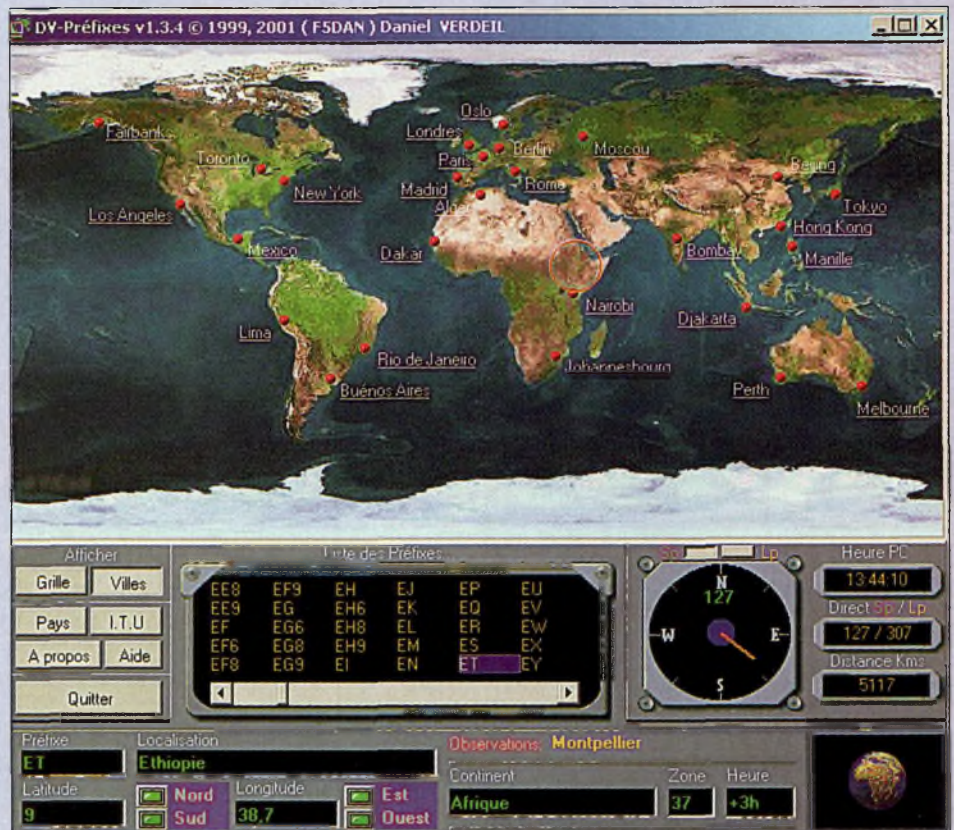 DV-Préfixes v1.3.4 © 1999, 2001 ( F5DAN ) Daniel VERDEIL
Oslo
Fairbanks
Londres
Berlin
Moscou
Toronto
Paris
Beijing
New York
Madrid
Rome
Tokyo
Los Angeles
Alger
Hong Kong
Mexico
Dakar
Bombay
Manille
Nairobi
Djakarta
Lima
Rio de Janeiro
Johannesbourg
Buénos Aires
Perth
Melbourne
Afficher
Grille Villes
Pays I.T.U
A propos Aide
Quitter
Liste des Préfixes...
EE8 EF9 EH EJ EP EU
EE9 EG EH6 EK EQ EV
EF EG6 EH8 EL ER EW
EF6 EG8 EH9 EM ES EX
EF8 EG9 EI EN ET EY
Sp Lp
N
127
W E
S
Heure PC
13:44:10
Direct Sp / Lp
127 / 307
Distance Kms
5117
Préfixe Localisation
ET Ethiopie
Observations: Montpellier
Latitude Longitude
9 Nord Sud 38,7 Est Ouest
Continent Zone Heure
Afrique 37 +3h